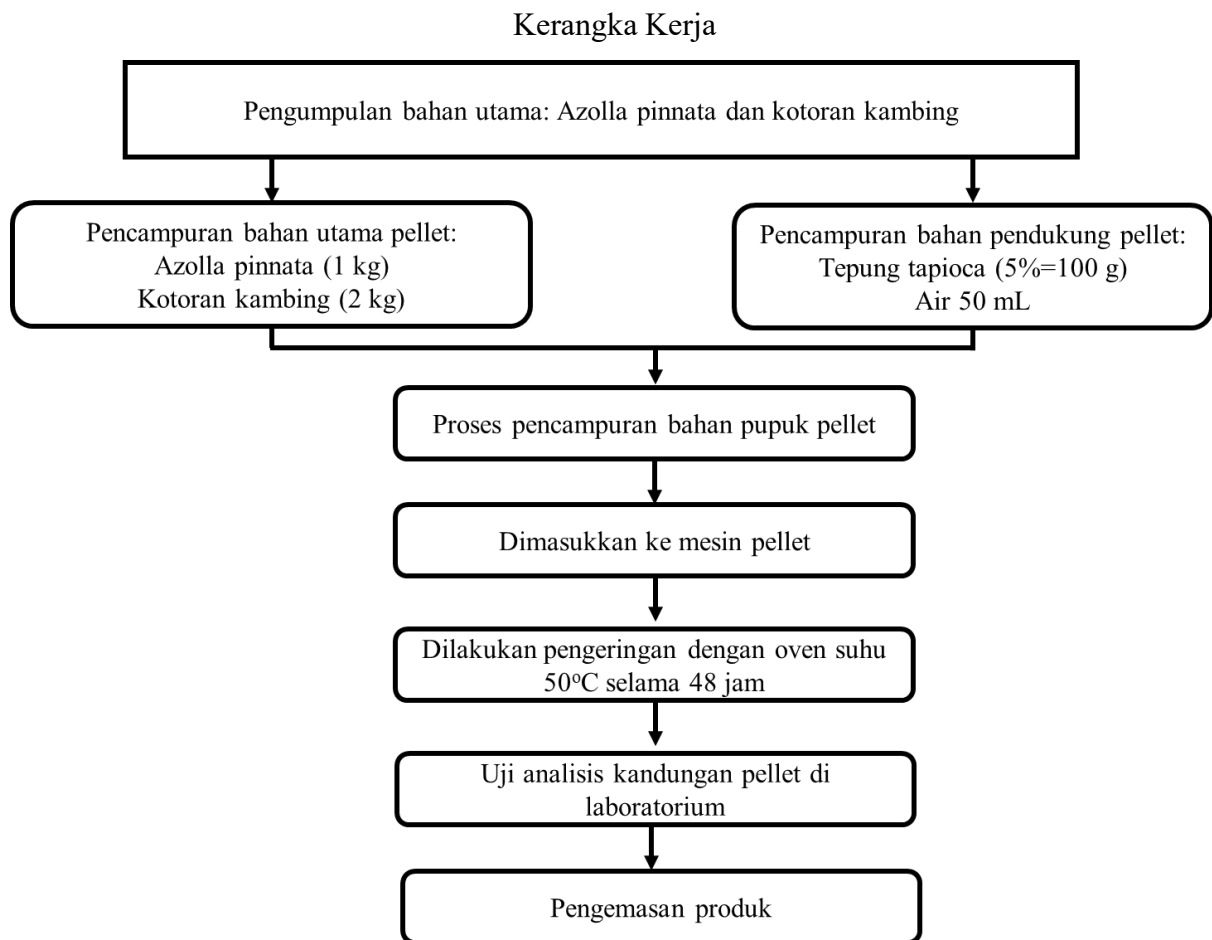 Kerangka Kerja
Pengumpulan bahan utama: Azolla pinnata dan kotoran kambing
Pencampuran bahan utama pellet:
Azolla pinnata (1 kg)
Kotoran kambing (2 kg)
Pencampuran bahan pendukung pellet:
Tepung tapioca (5%=100 g)
Air 50 mL
Proses pencampuran bahan pupuk pellet
Dimasukkan ke mesin pellet
Dilakukan pengeringan dengan oven suhu
50°C selama 48 jam
Uji analisis kandungan pellet di
laboratorium
Pengemasan produk